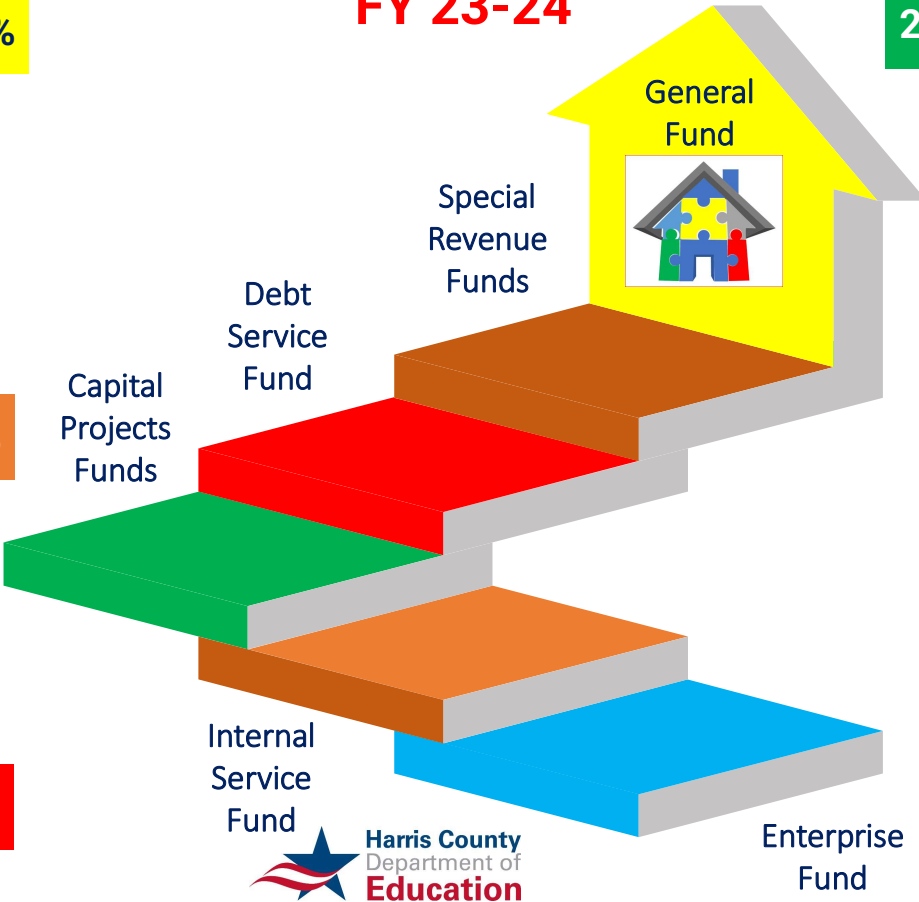 FY 23-24
%
2
General
Fund
Special
Revenue
Funds
Debt
Service
Fund
Capital
Projects
Funds
Internal
Service
Fund
Harris County
Department of
Education
Enterprise
Fund